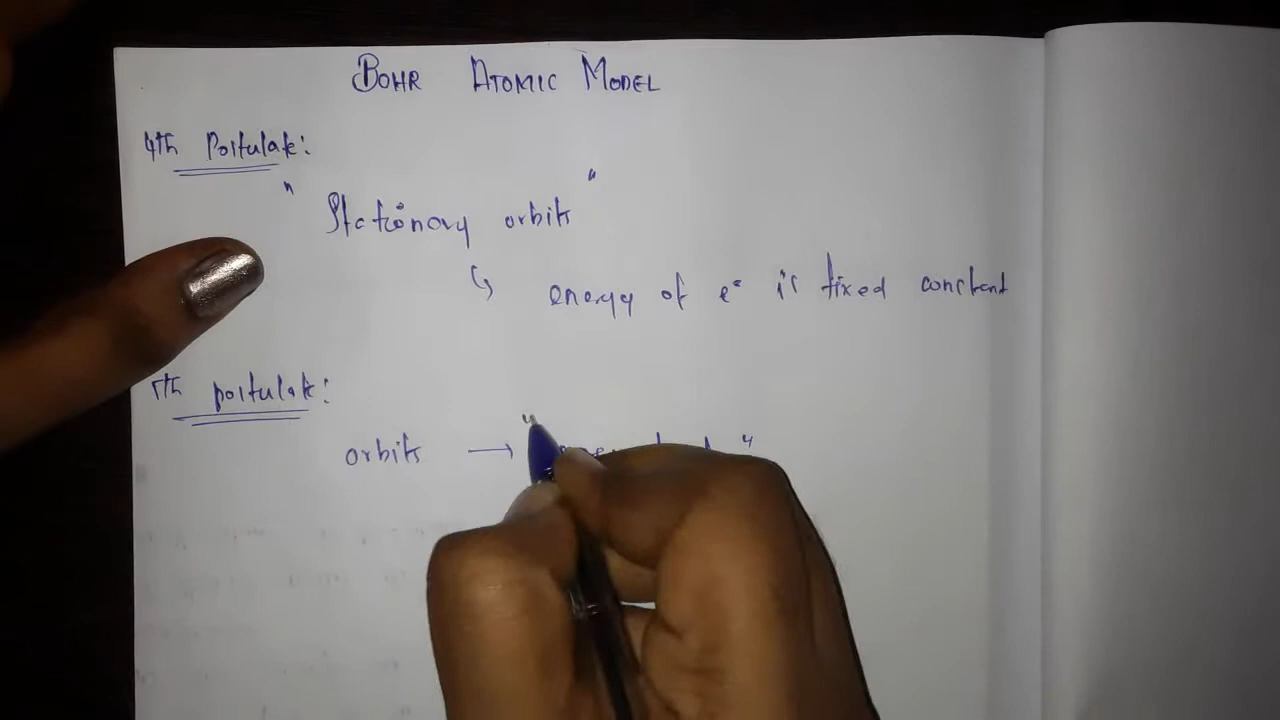 BOHR ATOMIC MODEL
4th Postulate:
" Stationary orbits "
↳ energy of e⁻ is fixed constant
5th postulate:
orbits → " "